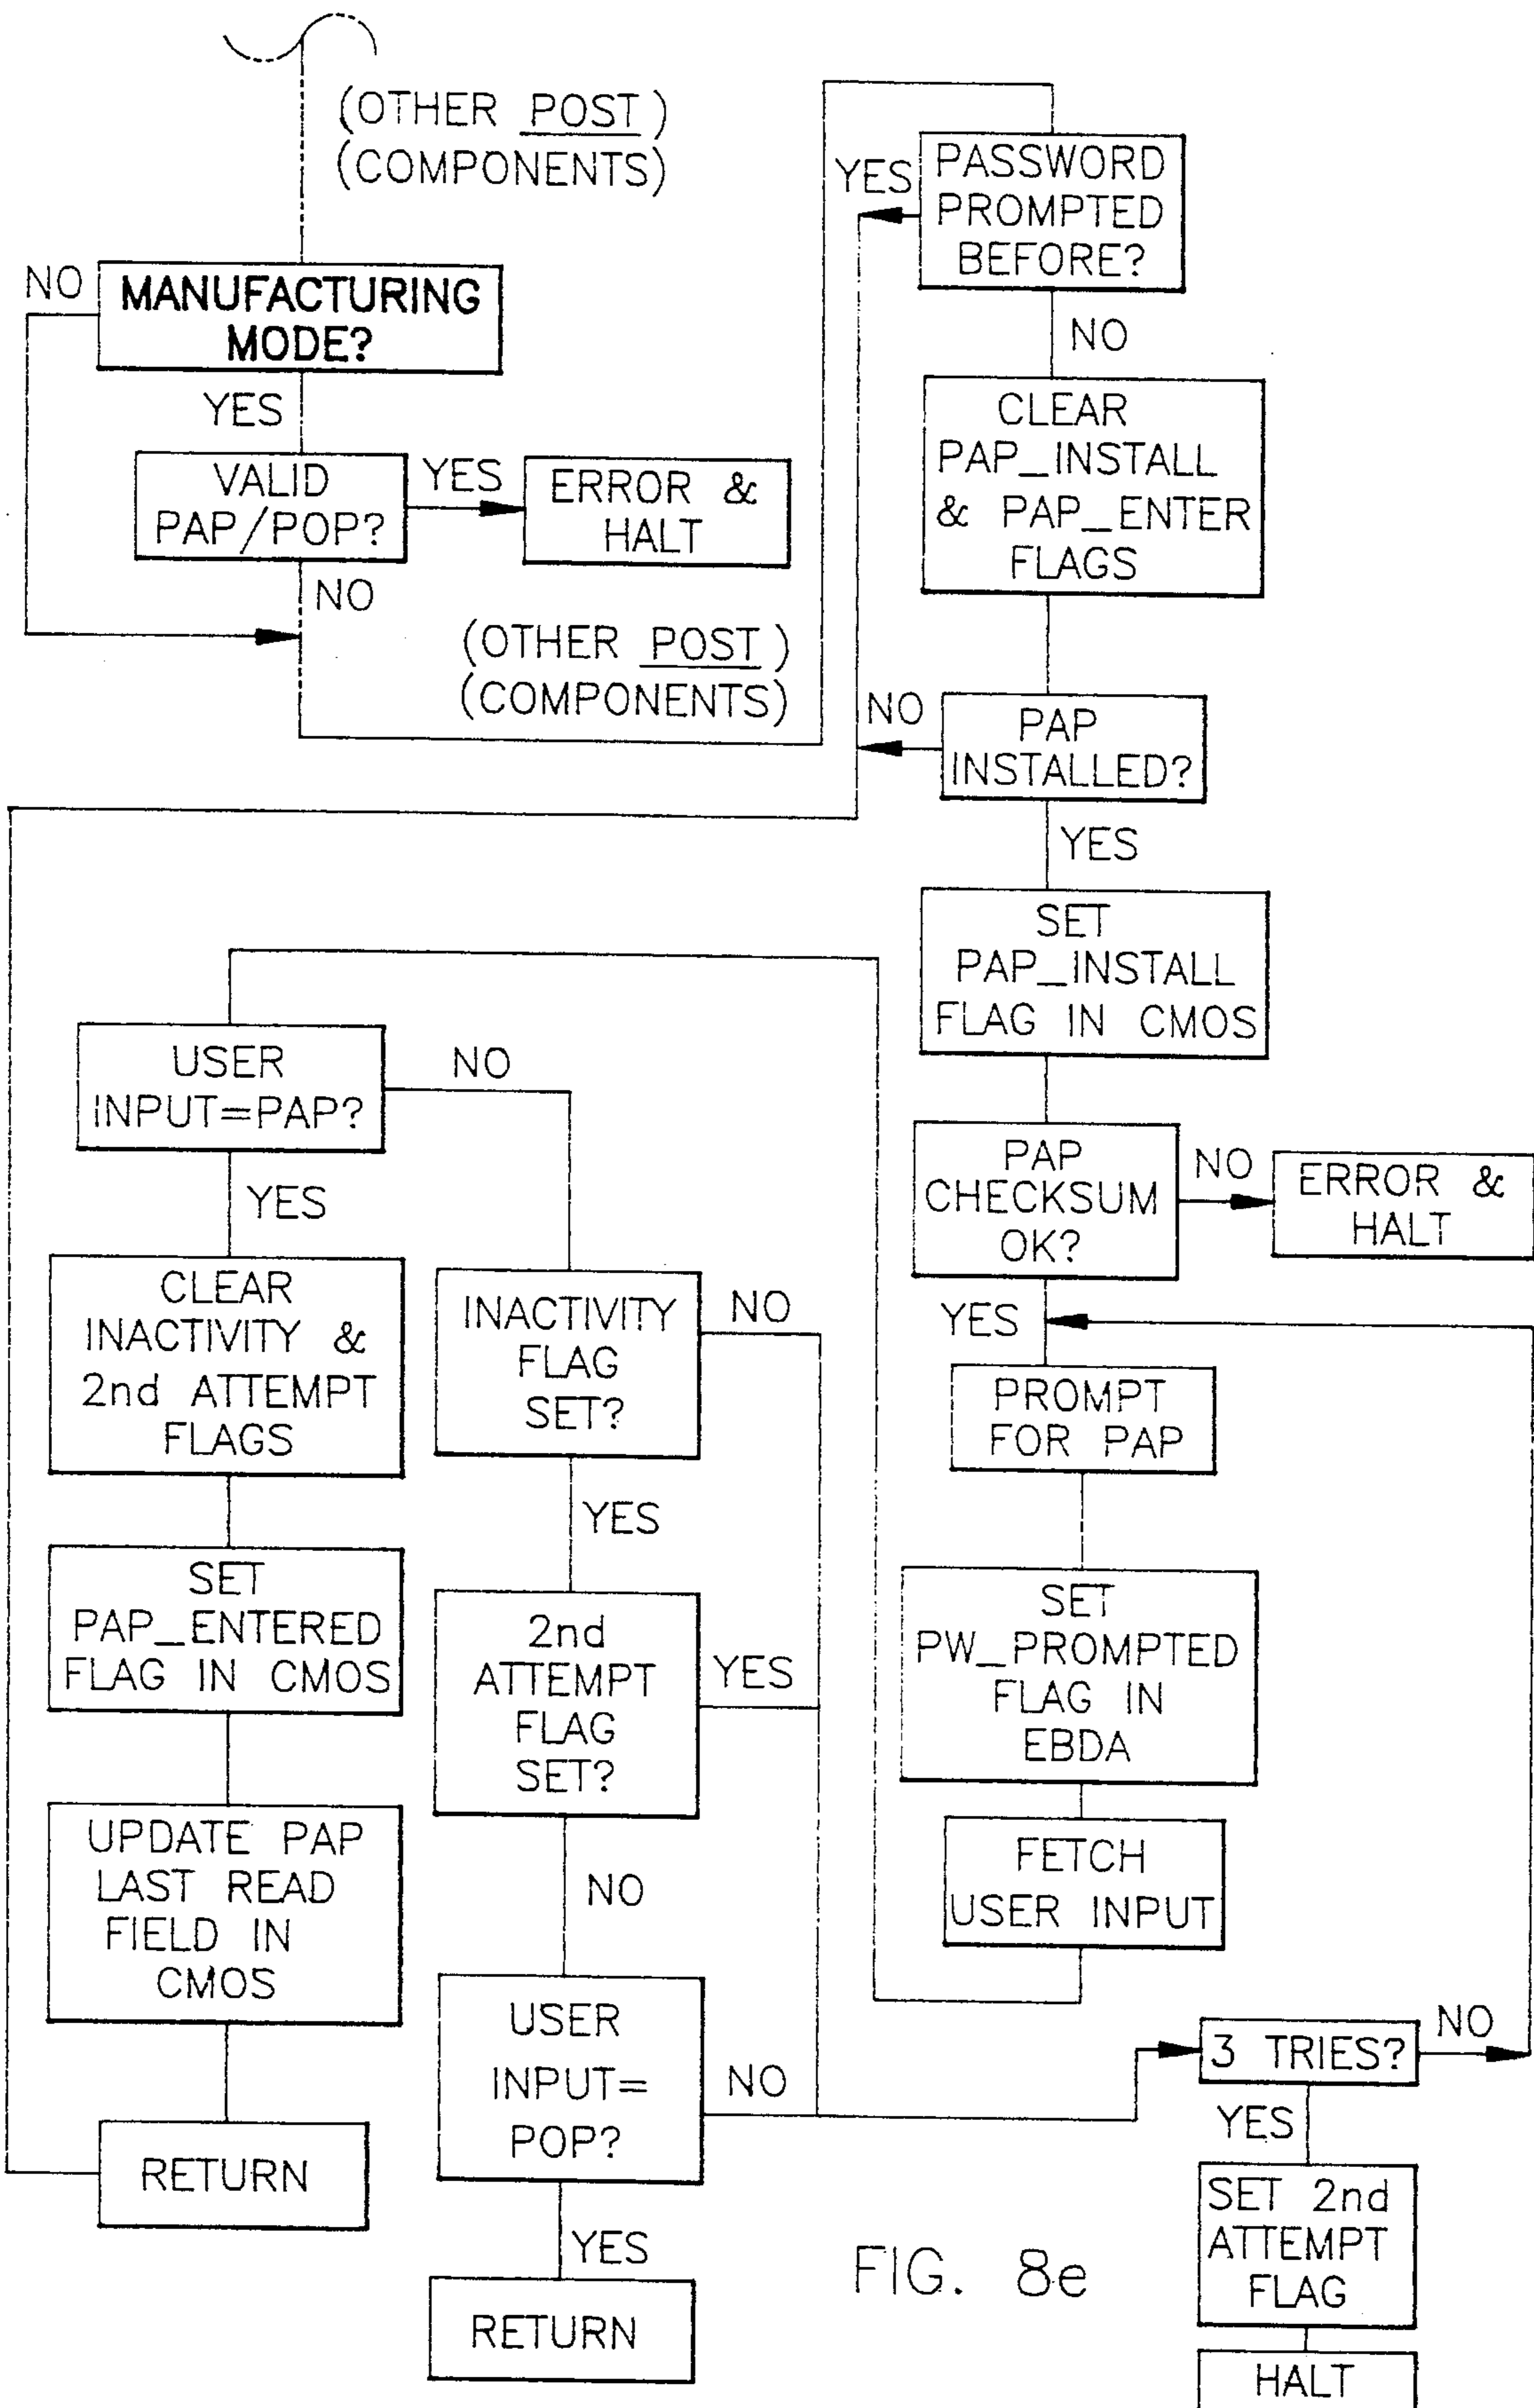 (OTHER POST)
(COMPONENTS)
NO
MANUFACTURING
MODE?
YES
VALID
PAP/POP?
YES
ERROR &
HALT
NO
(OTHER POST)
(COMPONENTS)
PASSWORD
PROMPTED
BEFORE?
YES
NO
CLEAR
PAP_INSTALL
& PAP_ENTER
FLAGS
NO
PAP
INSTALLED?
YES
SET
PAP_INSTALL
FLAG IN CMOS
PAP
CHECKSUM
OK?
NO
ERROR &
HALT
YES
PROMPT
FOR PAP
SET
PW_PROMPTED
FLAG IN
EBDA
FETCH
USER INPUT
USER
INPUT=PAP?
NO
YES
CLEAR
INACTIVITY &
2nd ATTEMPT
FLAGS
SET
PAP_ENTERED
FLAG IN CMOS
UPDATE PAP
LAST READ
FIELD IN
CMOS
RETURN
INACTIVITY
FLAG
SET?
NO
YES
2nd
ATTEMPT
FLAG
SET?
YES
NO
USER
INPUT=
POP?
NO
YES
RETURN
3 TRIES?
NO
YES
SET 2nd
ATTEMPT
FLAG
HALT
FIG. 8e